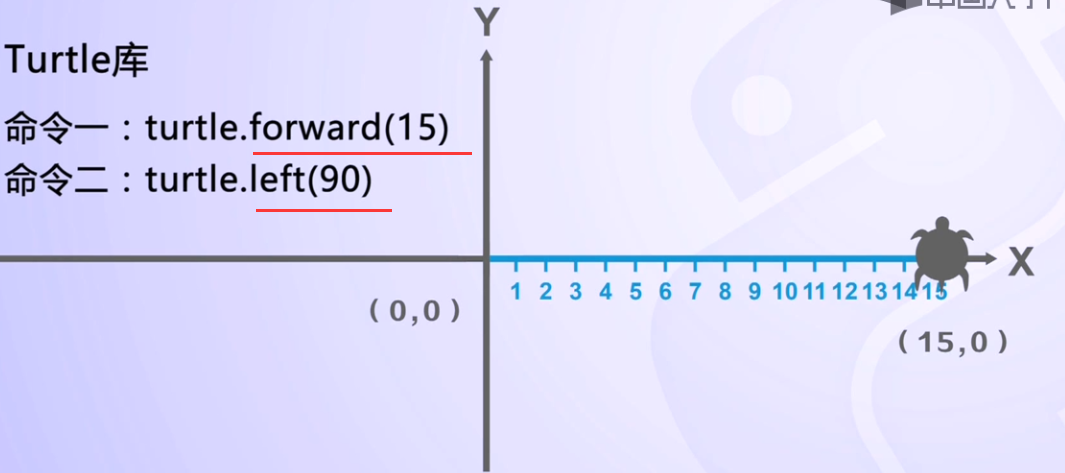 Y
Turtle库
命令一：turtle.forward(15)
命令二：turtle.left(90)
X
1 2 3 4 5 6 7 8 9 10 11 12 13 14 15
(0,0)
(15,0)